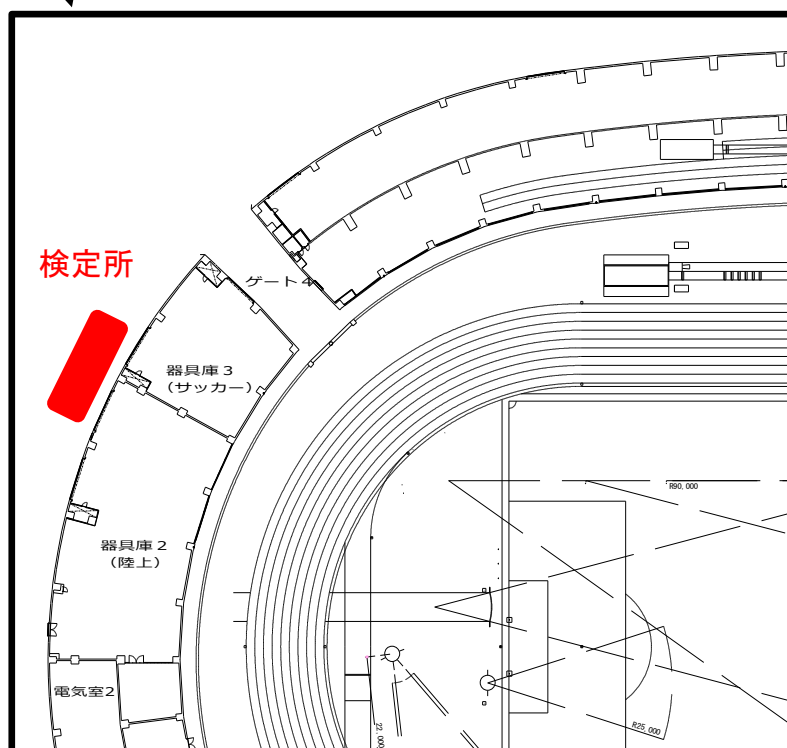 検定所
ゲート4
器具庫3
(サッカー)
器具庫2
(陸上)
電気室2
R90,000
R25,000
22,000